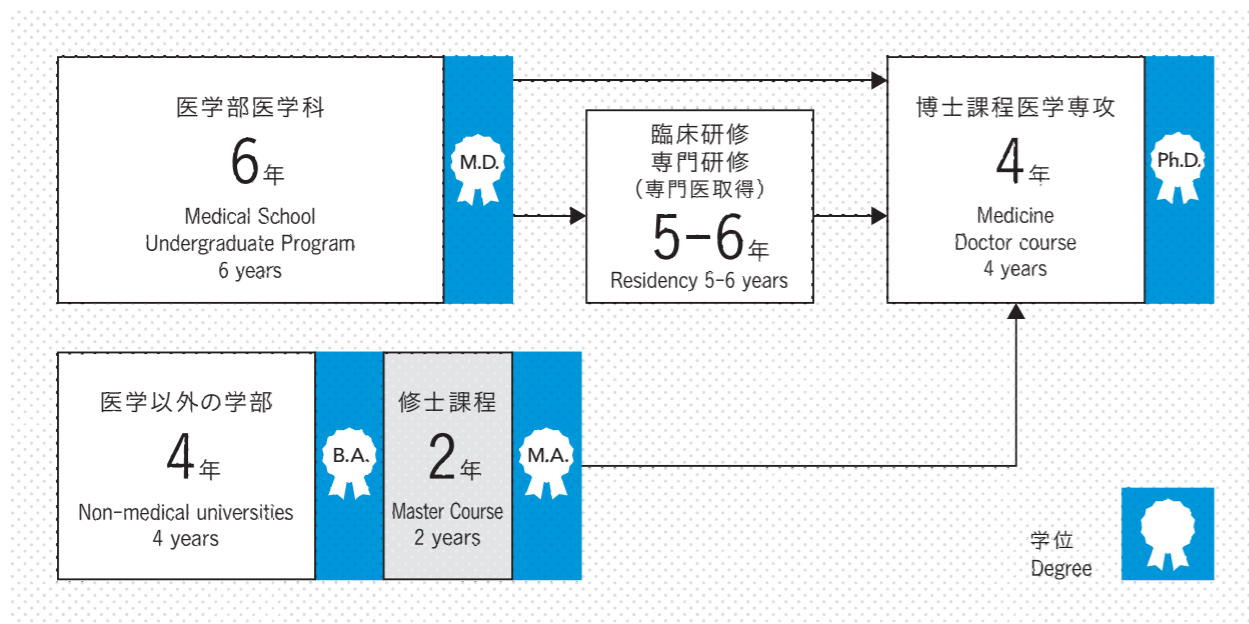 医学部医学科
6年
Medical School
Undergraduate Program
6 years
M.D.
臨床研修
専門研修
（専門医取得）
5-6年
Residency 5-6 years
博士課程医学専攻
4年
Medicine
Doctor course
4 years
Ph.D.
医学以外の学部
4年
Non-medical universities
4 years
B.A.
修士課程
2年
Master Course
2 years
M.A.
学位
Degree